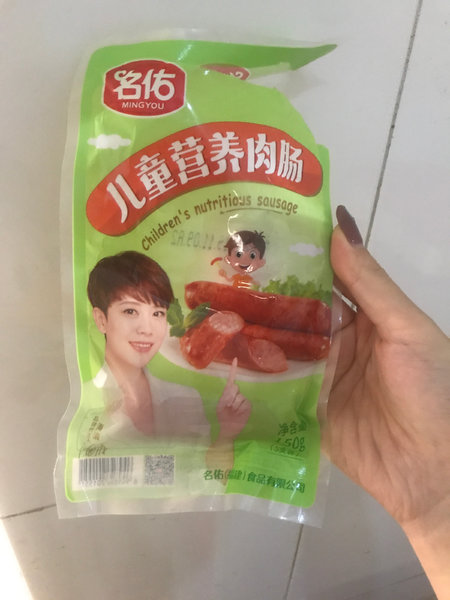 名佑
MINGYOU
儿童营养肉肠
Children's nutritious sausage
净含量
150g
名佑(福建)食品有限公司